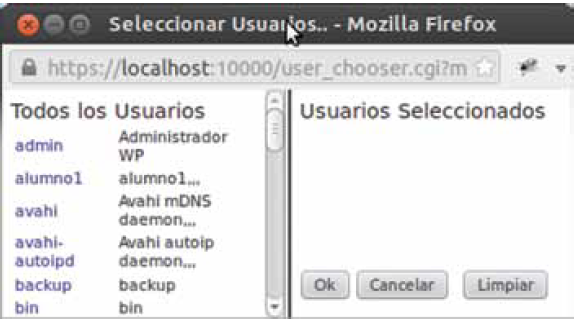 Seleccionar Usuarios.. - Mozilla Firefox
https://localhost:10000/user_chooser.cgi?m
Todos los Usuarios
admin Administrador
WP
alumno1 alumno1,,,
avahi Avahi mDNS
daemon,,,
avahi-
autoipd Avahi autoip
daemon,,,
backup backup
bin bin
Usuarios Seleccionados
Ok Cancelar Limpiar